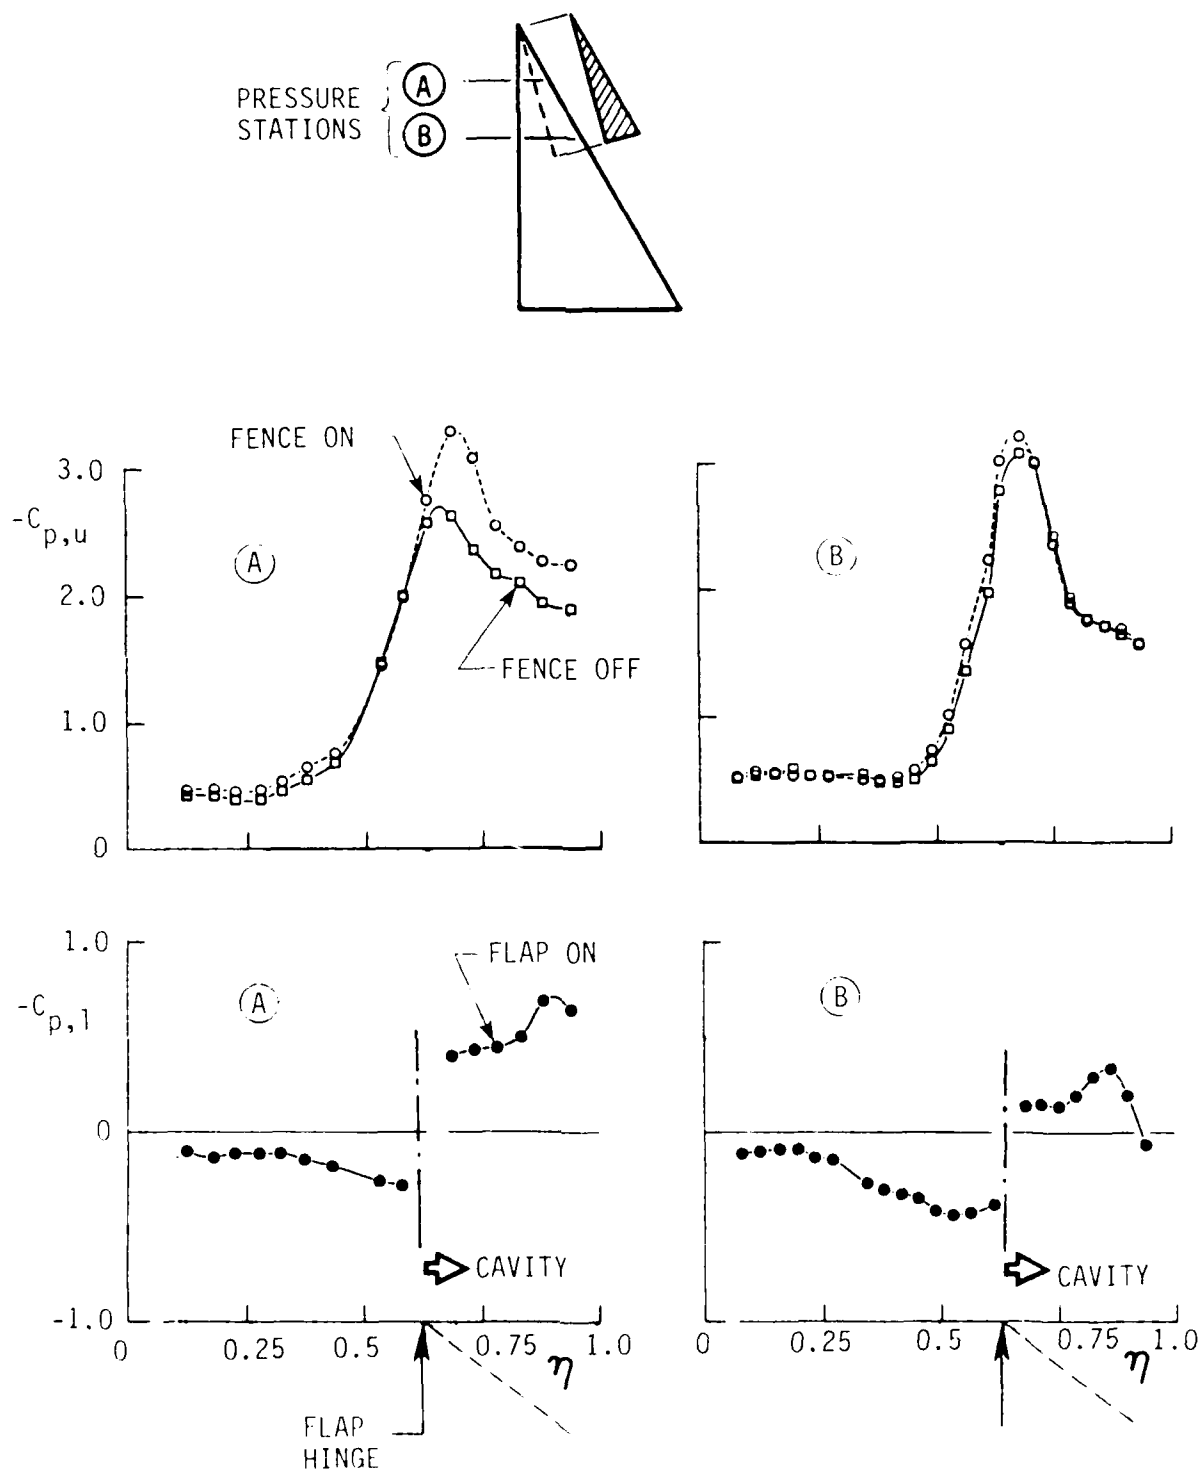 PRESSURE
STATIONS
A
B
FENCE ON
3.0
-Cp,u
A
B
2.0
FENCE OFF
1.0
0
1.0
FLAP ON
-Cp,l
A
B
0
CAVITY
CAVITY
-1.0
0
0.25
0.5
0.75
1.0
η
0
0.25
0.5
0.75
1.0
η
FLAP
HINGE